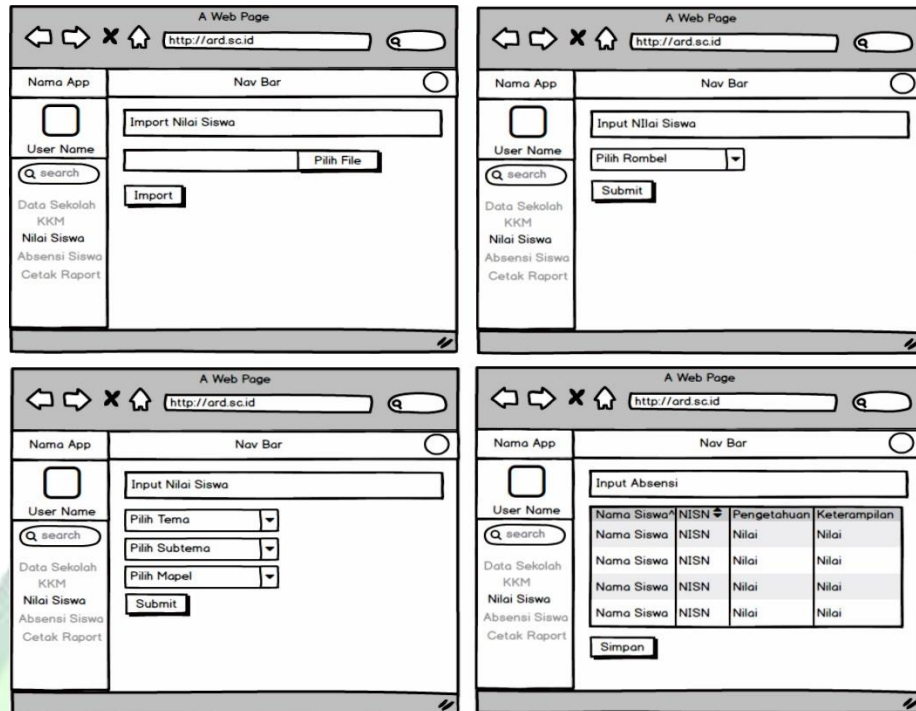 A Web Page
http://ard.sc.id
Nama App
Nav Bar
User Name
search
Data Sekolah
KKM
Nilai Siswa
Absensi Siswa
Cetak Raport
Import Nilai Siswa
Pilih File
Import
A Web Page
http://ard.sc.id
Nama App
Nav Bar
User Name
search
Data Sekolah
KKM
Nilai Siswa
Absensi Siswa
Cetak Raport
Input NIlai Siswa
Pilih Rombel
Submit
A Web Page
http://ard.sc.id
Nama App
Nav Bar
User Name
search
Data Sekolah
KKM
Nilai Siswa
Absensi Siswa
Cetak Raport
Input Nilai Siswa
Pilih Tema
Pilih Subtema
Pilih Mapel
Submit
A Web Page
http://ard.sc.id
Nama App
Nav Bar
User Name
search
Data Sekolah
KKM
Nilai Siswa
Absensi Siswa
Cetak Raport
Input Absensi
Nama Siswa^ NISN Pengetahuan Keterampilan
Nama Siswa NISN Nilai Nilai
Nama Siswa NISN Nilai Nilai
Nama Siswa NISN Nilai Nilai
Nama Siswa NISN Nilai Nilai
Simpan